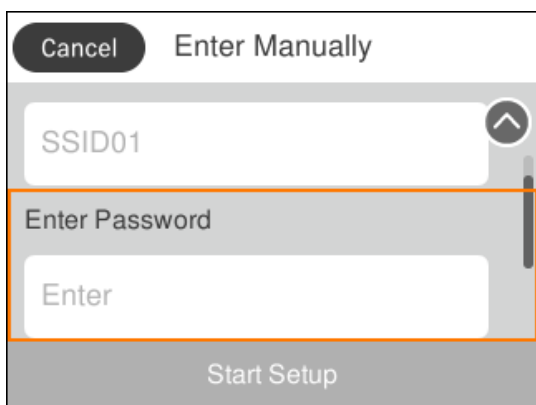 Cancel Enter Manually
SSID01
Enter Password
Enter
Start Setup